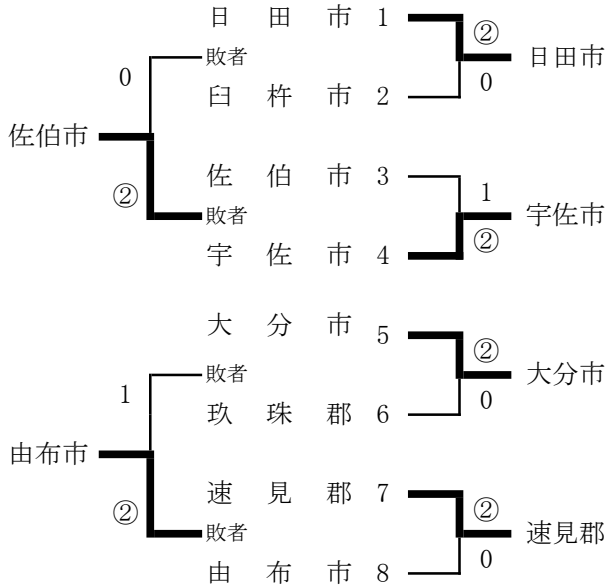 日田市 1
②
敗者
日田市
0
0
臼杵市 2
佐伯市
佐伯市 3
1
②
敗者
宇佐市
②
宇佐市 4
大分市 5
②
敗者
大分市
1
0
玖珠郡 6
由布市
速見郡 7
②
②
敗者
速見郡
0
由布市 8